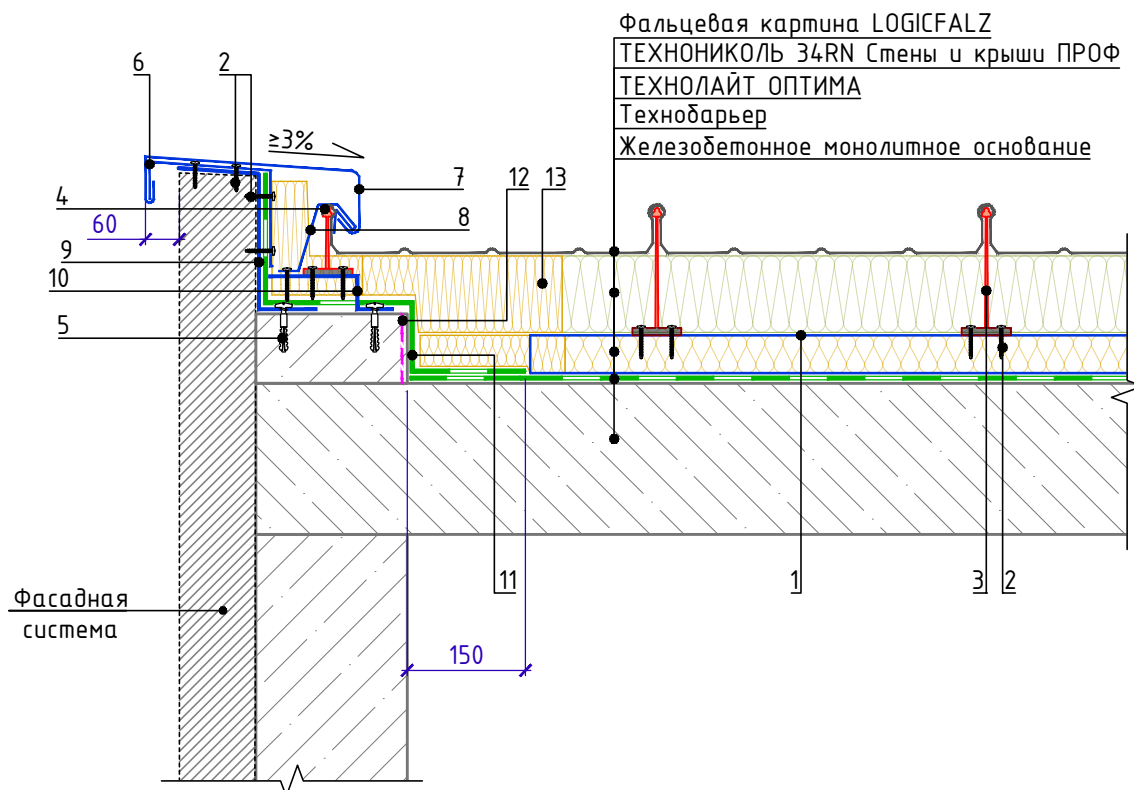 Фальцевая картина LOGICFALZ
ТЕХНОНИКОЛЬ 34RN Стены и крыши ПРОФ
ТЕХНОЛАЙТ ОПТИМА
Технобарьер
Железобетонное монолитное основание
6
2
≥3%
7
12
13
4
8
60
9
10
5
11
1
3
2
Фасадная
система
150